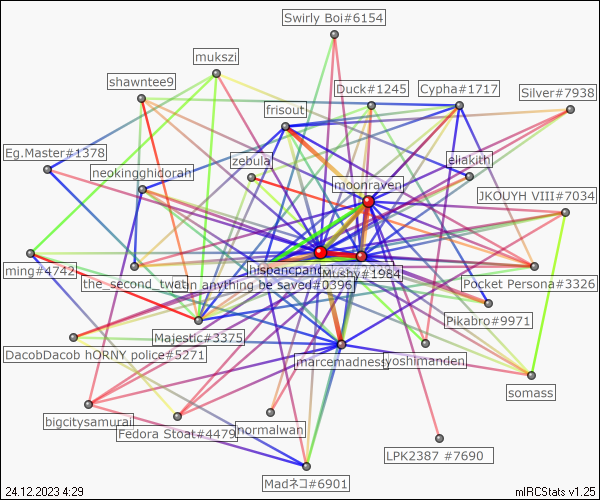 Swirly Boi#6154
mukszi
shawntee9
Duck#1245
Cypha#1717
Silver#7938
frisout
Eg.Master#1378
zebula
eliakith
neokingghidorah
moonraven
JKOUYH VIII#7034
hispancpand
Mushy#1984
ming#4742
the_second_twat
in anything be saved#0396
Pocket Persona#3326
Pikabro#9971
Majestic#3375
DacobDacob hORNY police#5271
marcemadness
yoshimanden
somass
bigcitysamurai
Fedora Stoat#4479
normalwan
LPK2387 #7690
Madネコ#6901
24.12.2023 4:29
mIRCStats v1.25